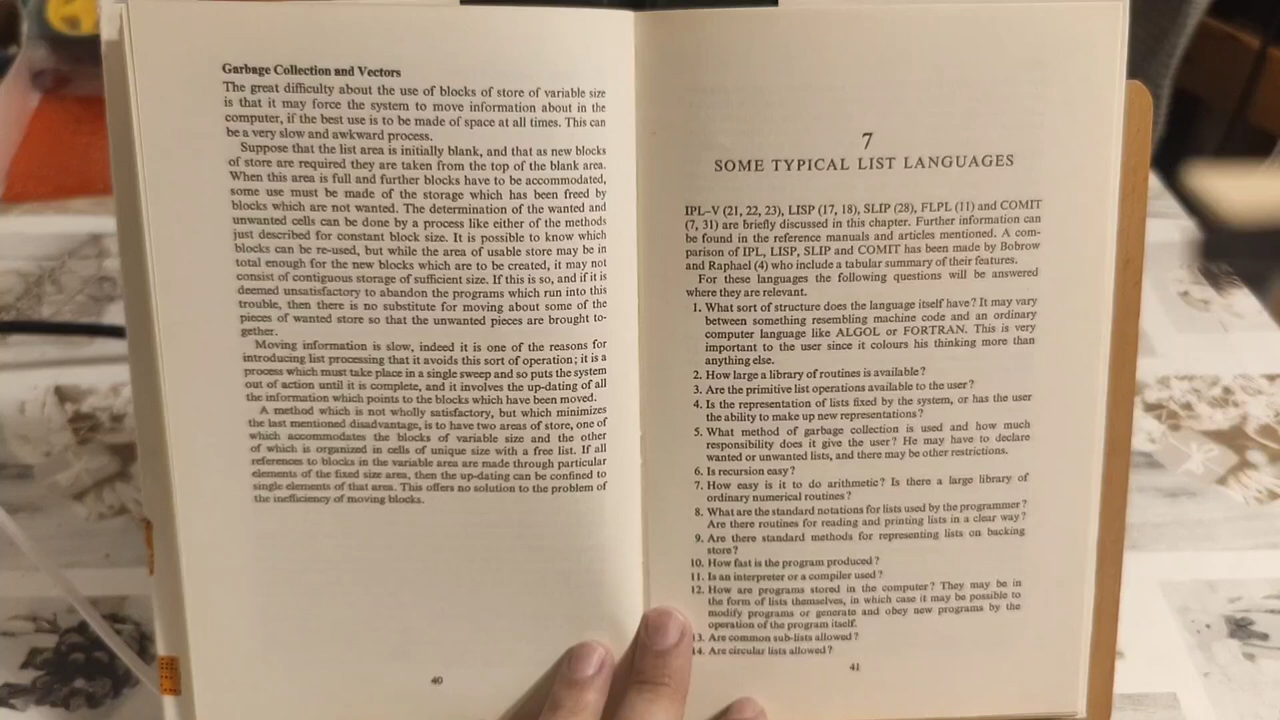 Garbage Collection and Vectors
The great difficulty about the use of blocks of store of variable size
is that it may force the system to move information about in the
computer, if the best use is to be made of space at all times. This can
be a very slow and awkward process.
Suppose that the list area is initially blank, and that as new blocks
of store are required they are taken from the top of the blank area.
When this area is full and further blocks have to be accommodated,
some use must be made of the storage which has been freed by
blocks which are not wanted. The determination of the wanted and
unwanted cells can be done by a process like either of the methods
just described for constant block size. It is possible to know which
blocks can be re-used, but while the area of usable store may be in
total enough for the new blocks which are to be created, it may not
consist of contiguous storage of sufficient size. If this is so, and if it is
deemed unsatisfactory to abandon the programs which run into this
trouble, then there is no substitute for moving about some of the
pieces of wanted store so that the unwanted pieces are brought to-
gether.
Moving information is slow, indeed it is one of the reasons for
introducing list processing that it avoids this sort of operation; it is a
process which must take place in a single sweep and so puts the system
out of action until it is complete, and it involves the up-dating of all
the information which points to the blocks which have been moved.
A method which is not wholly satisfactory, but which minimizes
the last mentioned disadvantage, is to have two areas of store, one of
which accommodates the blocks of variable size and the other
of which is organized in cells of unique size with a free list. If all
references to blocks in the variable area are made through particular
elements of the fixed size area, then the up-dating can be confined to
single elements of that area. This offers no solution to the problem of
the inefficiency of moving blocks.
40
7
SOME TYPICAL LIST LANGUAGES
IPL–V (21, 22, 23), LISP (17, 18), SLIP (28), FLPL (11) and COMIT
(7, 31) are briefly discussed in this chapter. Further information can
be found in the reference manuals and articles mentioned. A com-
parison of IPL, LISP, SLIP and COMIT has been made by Bobrow
and Raphael (4) who include a tabular summary of their features.
For these languages the following questions will be answered
where they are relevant.
1. What sort of structure does the language itself have? It may vary
between something resembling machine code and an ordinary
computer language like ALGOL or FORTRAN. This is very
important to the user since it colours his thinking more than
anything else.
2. How large a library of routines is available?
3. Are the primitive list operations available to the user?
4. Is the representation of lists fixed by the system, or has the user
the ability to make up new representations?
5. What method of garbage collection is used and how much
responsibility does it give the user? He may have to declare
wanted or unwanted lists, and there may be other restrictions.
6. Is recursion easy?
7. How easy is it to do arithmetic? Is there a large library of
ordinary numerical routines?
8. What are the standard notations for lists used by the programmer?
Are there routines for reading and printing lists in a clear way?
9. Are there standard methods for representing lists on backing
store?
10. How fast is the program produced?
11. Is an interpreter or a compiler used?
12. How are programs stored in the computer? They may be in
the form of lists themselves, in which case it may be possible to
modify programs or generate and obey new programs by the
operation of the program itself.
13. Are common sub-lists allowed?
14. Are circular lists allowed?
41